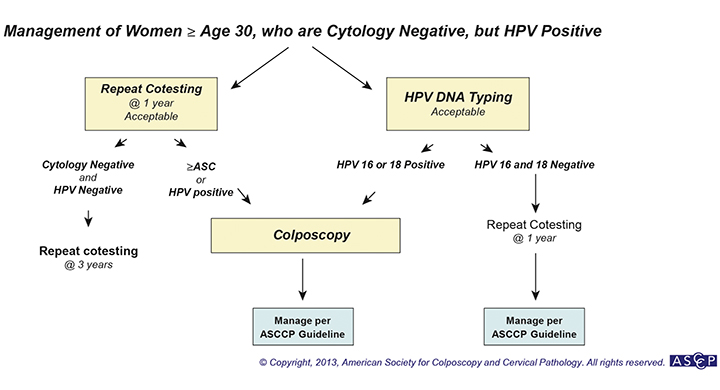 Management of Women ≥ Age 30, who are Cytology Negative, but HPV Positive
Repeat Cotesting
@ 1 year
Acceptable
HPV DNA Typing
Acceptable
Cytology Negative
and
HPV Negative
≥ASC
or
HPV positive
HPV 16 or 18 Positive
HPV 16 and 18 Negative
Repeat cotesting
@ 3 years
Colposcopy
Repeat Cotesting
@ 1 year
Manage per
ASCCP Guideline
Manage per
ASCCP Guideline
© Copyright, 2013, American Society for Colposcopy and Cervical Pathology. All rights reserved.
ASCCP